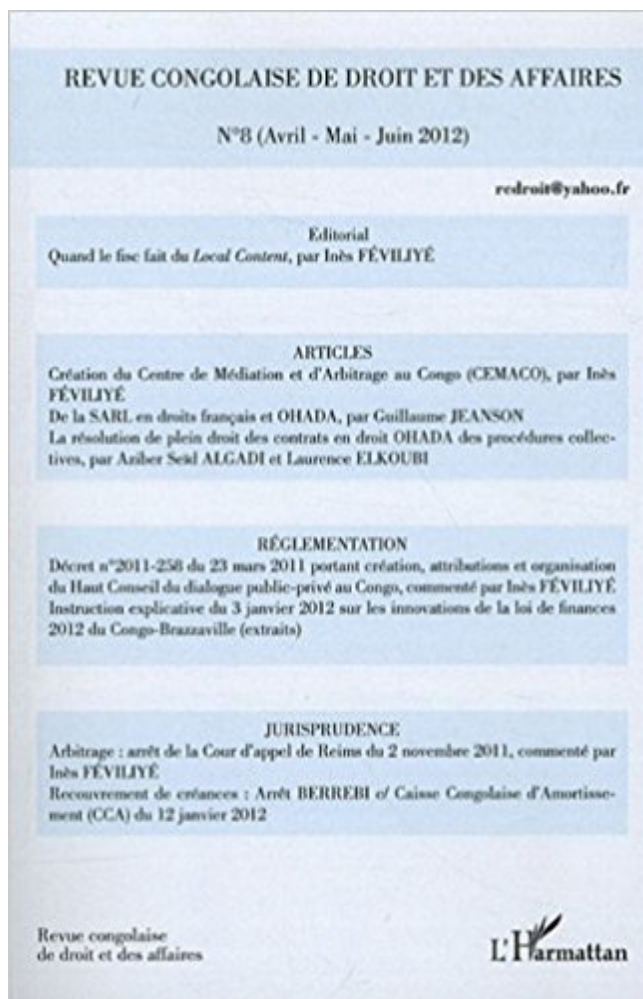 REVUE CONGOLAISE DE DROIT ET DES AFFAIRES
N°8 (Avril - Mai - Juin 2012)
redroit@yahoo.fr
Editorial
Quand le fisc fait du Local Content, par Inès FÉVILIYÉ
ARTICLES
Création du Centre de Médiation et d'Arbitrage au Congo (CEMACO), par Inès
FÉVILIYÉ
De la SARL en droits français et OHADA, par Guillaume JEANSON
La résolution de plein droit des contrats en droit OHADA des procédures collec-
tives, par Aziber Seïd ALGADI et Laurence ELKOUBI
RÉGLEMENTATION
Décret n°2011-258 du 23 mars 2011 portant création, attributions et organisation
du Haut Conseil du dialogue public-privé au Congo, commenté par Inès FÉVILIYÉ
Instruction explicative du 3 janvier 2012 sur les innovations de la loi de finances
2012 du Congo-Brazzaville (extraits)
JURISPRUDENCE
Arbitrage : arrêt de la Cour d'appel de Reims du 2 novembre 2011, commenté par
Inès FÉVILIYÉ
Recouvrement de créances : Arrêt BERREBI c/ Caisse Congolaise d'Amortisse-
ment (CCA) du 12 janvier 2012
Revue congolaise
de droit et des affaires
L'Harmattan